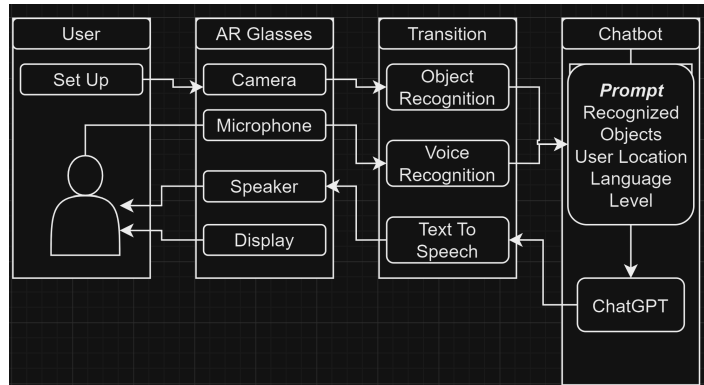 User
AR Glasses
Transition
Chatbot
Set Up
Camera
Object
Recognition
Prompt
Recognized
Objects
User Location
Language
Level
Microphone
Voice
Recognition
Speaker
Display
Text To
Speech
ChatGPT